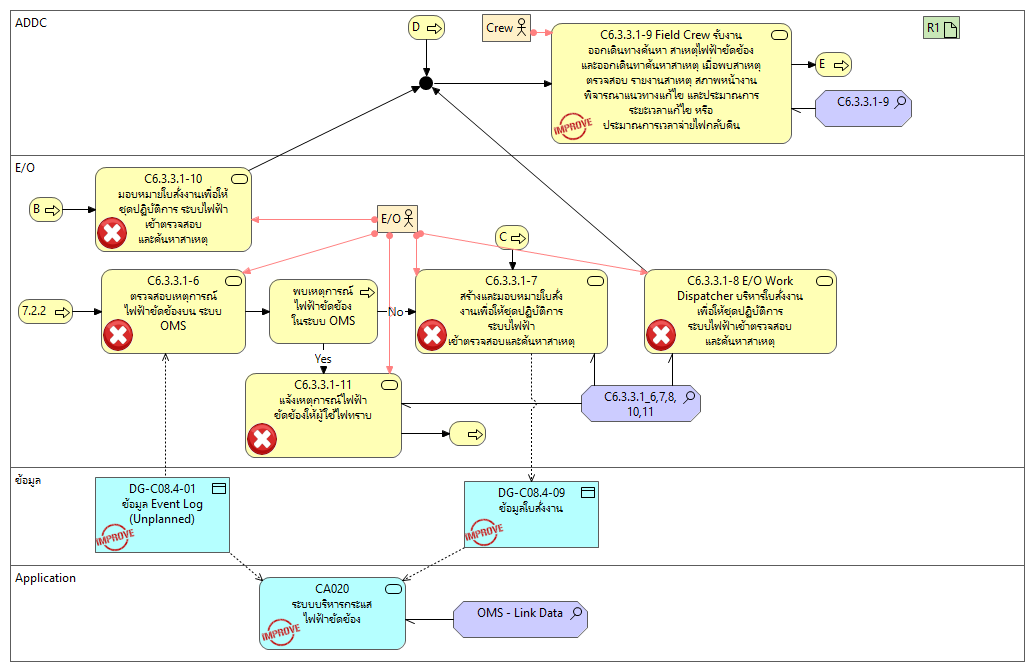 ADDC
D
Crew
R1
C6.3.3.1-9 Field Crew รับงาน
ออกเดินทางค้นหา สาเหตุไฟฟ้าขัดข้อง
และออกเดินทาค้นหาสาเหตุ เมื่อพบสาเหตุ
ตรวจสอบ รายงานสาเหตุ สภาพหน้างาน
พิจารณาแนวทางแก้ไข และประมาณการ
ระยะเวลาแก้ไข หรือ
ประมาณการเวลาจ่ายไฟกลับคืน
IMPROVE
E
C6.3.3.1-9
E/O
C6.3.3.1-10
มอบหมายใบสั่งงานเพื่อให้
ชุดปฏิบัติการ ระบบไฟฟ้า
เข้าตรวจสอบ
และค้นหาสาเหตุ
B
E/O
C
C6.3.3.1-6
ตรวจสอบเหตุการณ์
ไฟฟ้าขัดข้องบน ระบบ
OMS
7.2.2
พบเหตุการณ์
ไฟฟ้าขัดข้อง
ในระบบ OMS
No
Yes
C6.3.3.1-7
สร้างและมอบหมายใบสั่ง
งานเพื่อให้ชุดปฏิบัติการ
ระบบไฟฟ้า
เข้าตรวจสอบและค้นหาสาเหตุ
C6.3.3.1-8 E/O Work
Dispatcher บริหารใบสั่งงาน
เพื่อให้ชุดปฏิบัติการ
ระบบไฟฟ้าเข้าตรวจสอบ
และค้นหาสาเหตุ
C6.3.3.1-11
แจ้งเหตุการณ์ไฟฟ้า
ขัดข้องให้ผู้ใช้ไฟทราบ
C6.3.3.1_6,7,8,
10,11
ข้อมูล
DG-C08.4-01
ข้อมูล Event Log
(Unplanned)
IMPROVE
DG-C08.4-09
ข้อมูลใบสั่งงาน
IMPROVE
Application
CA020
ระบบบริหารกระแส
ไฟฟ้าขัดข้อง
IMPROVE
OMS - Link Data